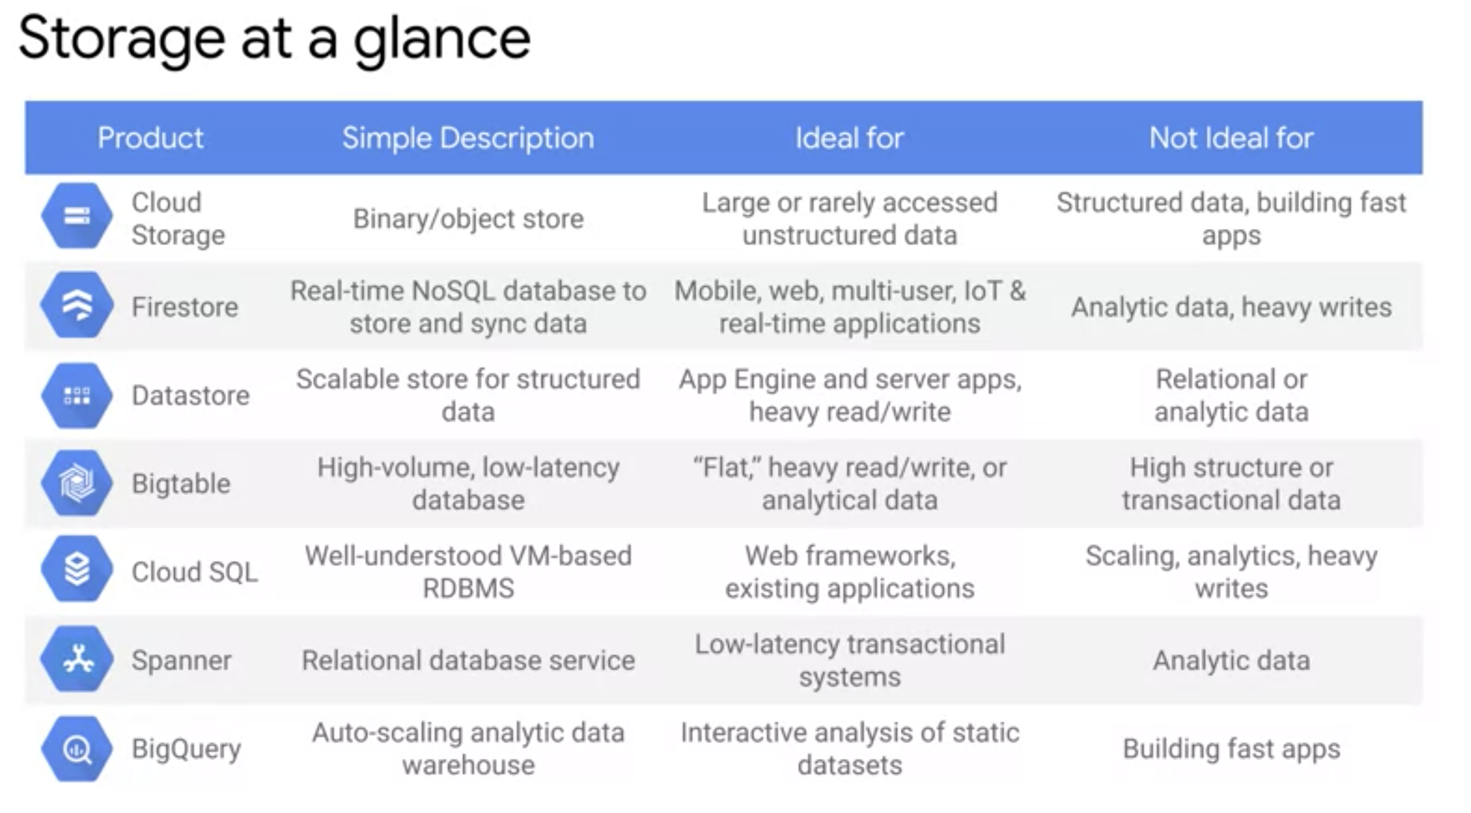 Storage at a glance
Product Simple Description Ideal for Not Ideal for
Cloud
Storage
Binary/object store
Large or rarely accessed
unstructured data
Structured data, building fast
apps
Firestore
Real-time NoSQL database to
store and sync data
Mobile, web, multi-user, IoT &
real-time applications
Analytic data, heavy writes
Datastore
Scalable store for structured
data
App Engine and server apps,
heavy read/write
Relational or
analytic data
Bigtable
High-volume, low-latency
database
“Flat,” heavy read/write, or
analytical data
High structure or
transactional data
Cloud SQL
Well-understood VM-based
RDBMS
Web frameworks,
existing applications
Scaling, analytics, heavy
writes
Spanner
Relational database service
Low-latency transactional
systems
Analytic data
BigQuery
Auto-scaling analytic data
warehouse
Interactive analysis of static
datasets
Building fast apps